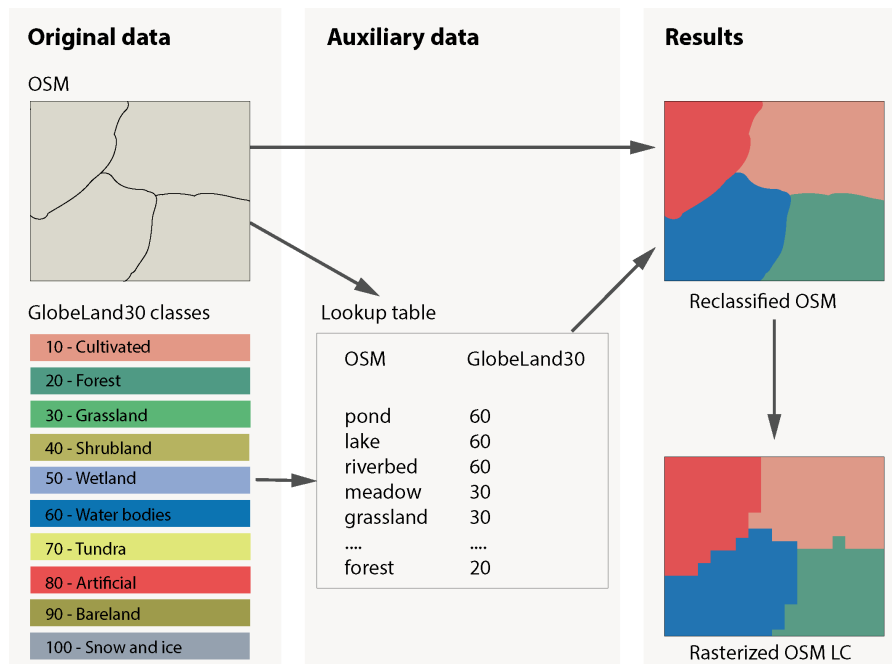 Original data
OSM
GlobeLand30 classes
10 - Cultivated
20 - Forest
30 - Grassland
40 - Shrubland
50 - Wetland
60 - Water bodies
70 - Tundra
80 - Artificial
90 - Bareland
100 - Snow and ice
Auxiliary data
Lookup table
OSM GlobeLand30
pond 60
lake 60
riverbed 60
meadow 30
grassland 30
.... ....
forest 20
Results
Reclassified OSM
Rasterized OSM LC